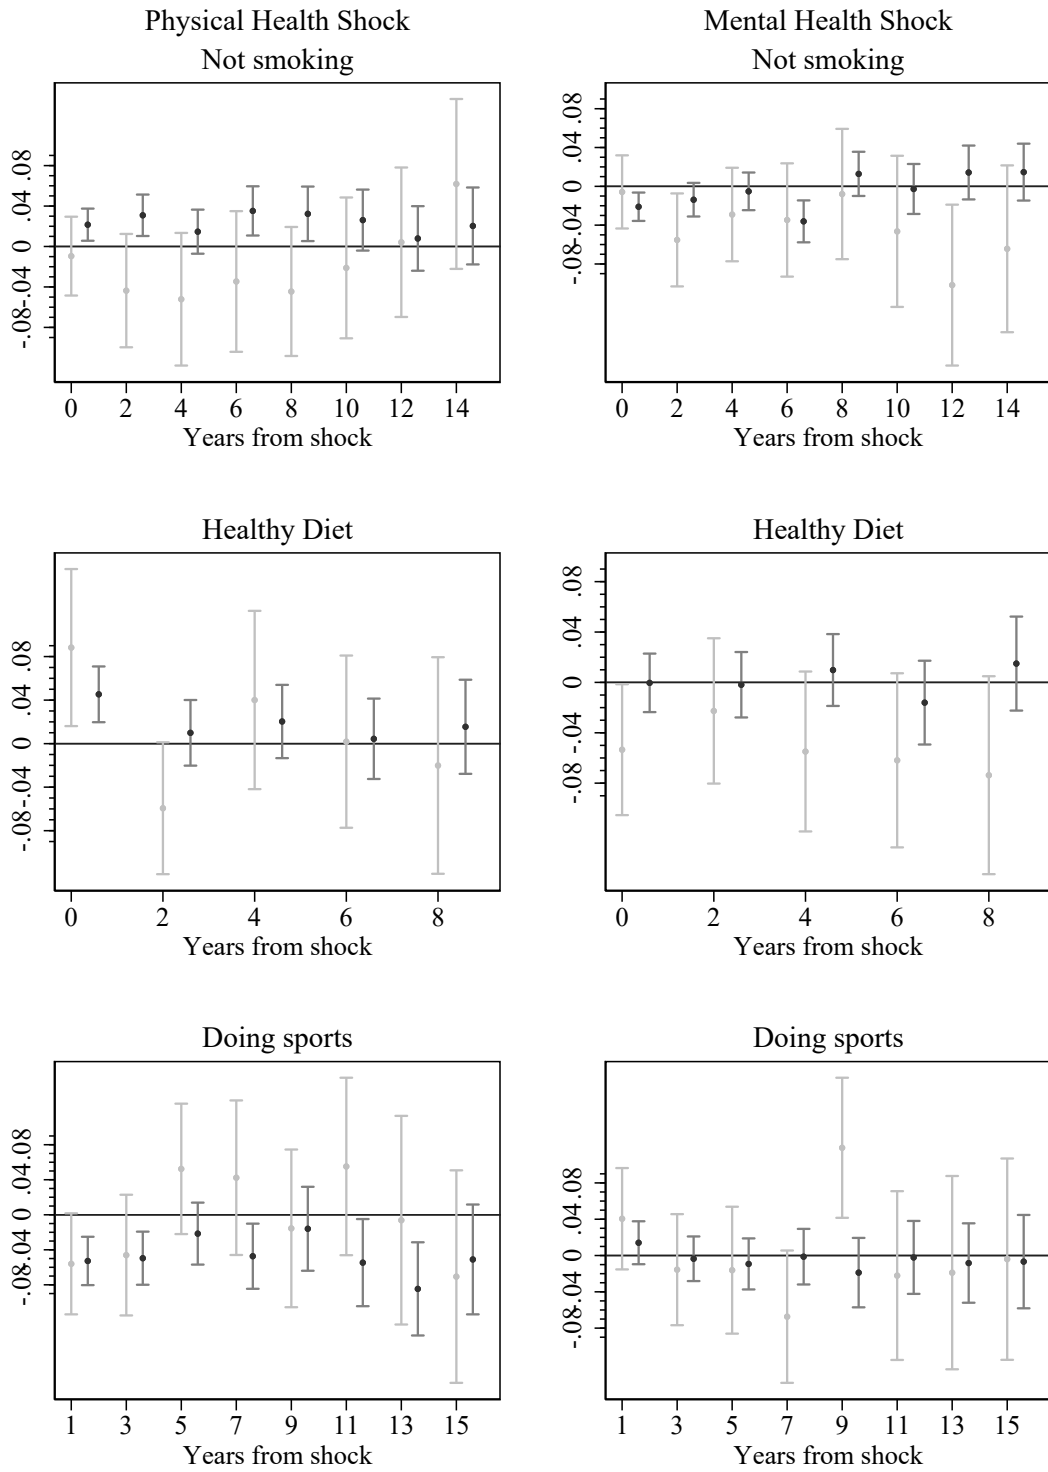 Physical Health Shock
Not smoking
-.08-.04 0 .04 .08
0 2 4 6 8 10 12 14
Years from shock
Mental Health Shock
Not smoking
-.08-.04 0 .04 .08
0 2 4 6 8 10 12 14
Years from shock
Healthy Diet
-.08-.04 0 .04 .08
0 2 4 6 8
Years from shock
Healthy Diet
-.08 -.04 0 .04 .08
0 2 4 6 8
Years from shock
Doing sports
-.08-.04 0 .04.08
1 3 5 7 9 11 13 15
Years from shock
Doing sports
-.08-.04 0 .04 .08
1 3 5 7 9 11 13 15
Years from shock